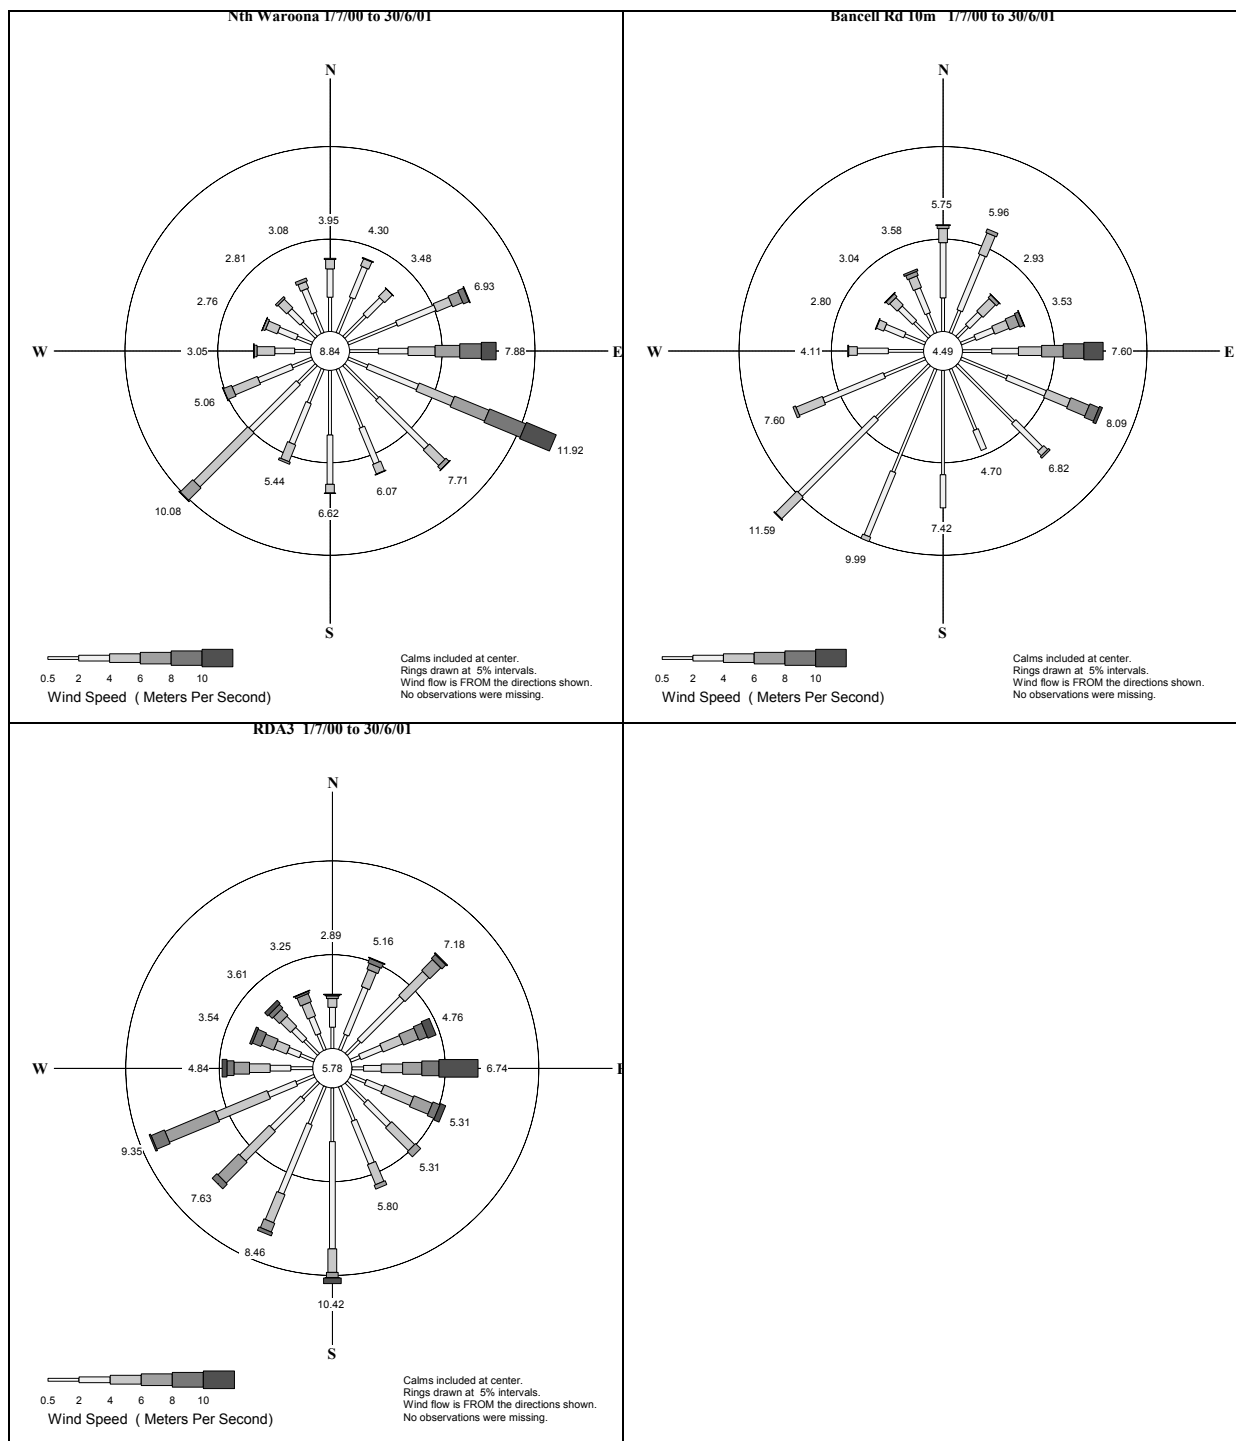 Nth Waroona 1/7/00 to 30/6/01
N
3.95
3.08
4.30
2.81
3.48
2.76
6.93
W
3.05
8.84
7.88
E
5.06
11.92
5.44
7.71
6.07
10.08
6.62
S
0.5 2 4 6 8 10
Wind Speed ( Meters Per Second)
Calms included at center.
Rings drawn at 5% intervals.
Wind flow is FROM the directions shown.
No observations were missing.
Bancell Rd 10m 1/7/00 to 30/6/01
N
5.75
5.96
3.58
3.04
2.93
2.80
3.53
W
4.11
4.49
7.60
E
7.60
8.09
6.82
4.70
11.59
7.42
9.99
S
0.5 2 4 6 8 10
Wind Speed ( Meters Per Second)
Calms included at center.
Rings drawn at 5% intervals.
Wind flow is FROM the directions shown.
No observations were missing.
RDA3 1/7/00 to 30/6/01
N
2.89
3.25
5.16
7.18
3.61
3.54
4.76
W
4.84
5.78
6.74
E
5.31
9.35
5.31
7.63
5.80
8.46
10.42
S
0.5 2 4 6 8 10
Wind Speed ( Meters Per Second)
Calms included at center.
Rings drawn at 5% intervals.
Wind flow is FROM the directions shown.
No observations were missing.